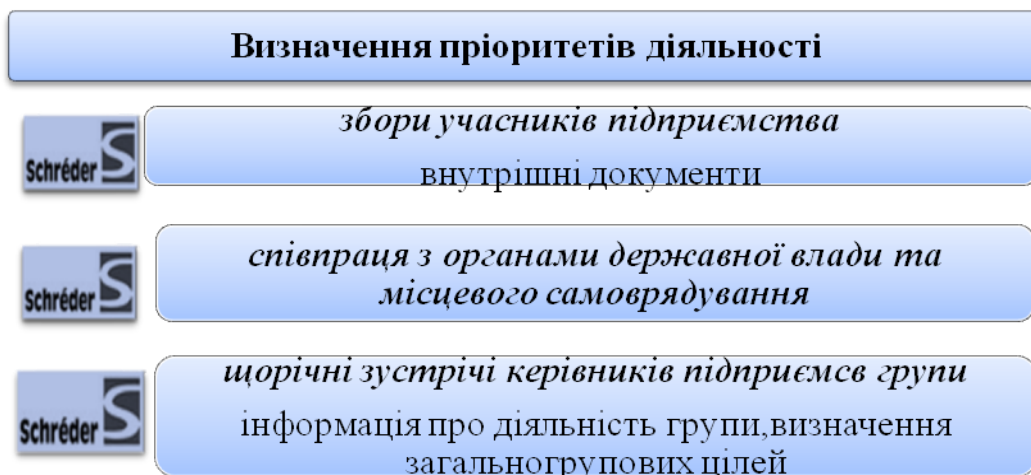 Визначення пріоритетів діяльності
Schréder
збори учасників підприємства
внутрішні документи
Schréder
співпраця з органами державної влади та
місцевого самоврядування
Schréder
щорічні зустрічі керівників підприємсв групи
інформація про діяльність групи,визначення
загальногрупових цілей